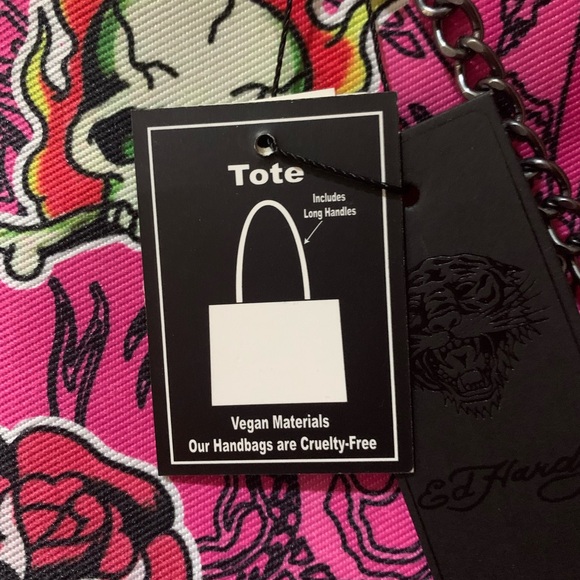 Tote
Includes
Long Handles
Vegan Materials
Our Handbags are Cruelty-Free
Ed Hardy